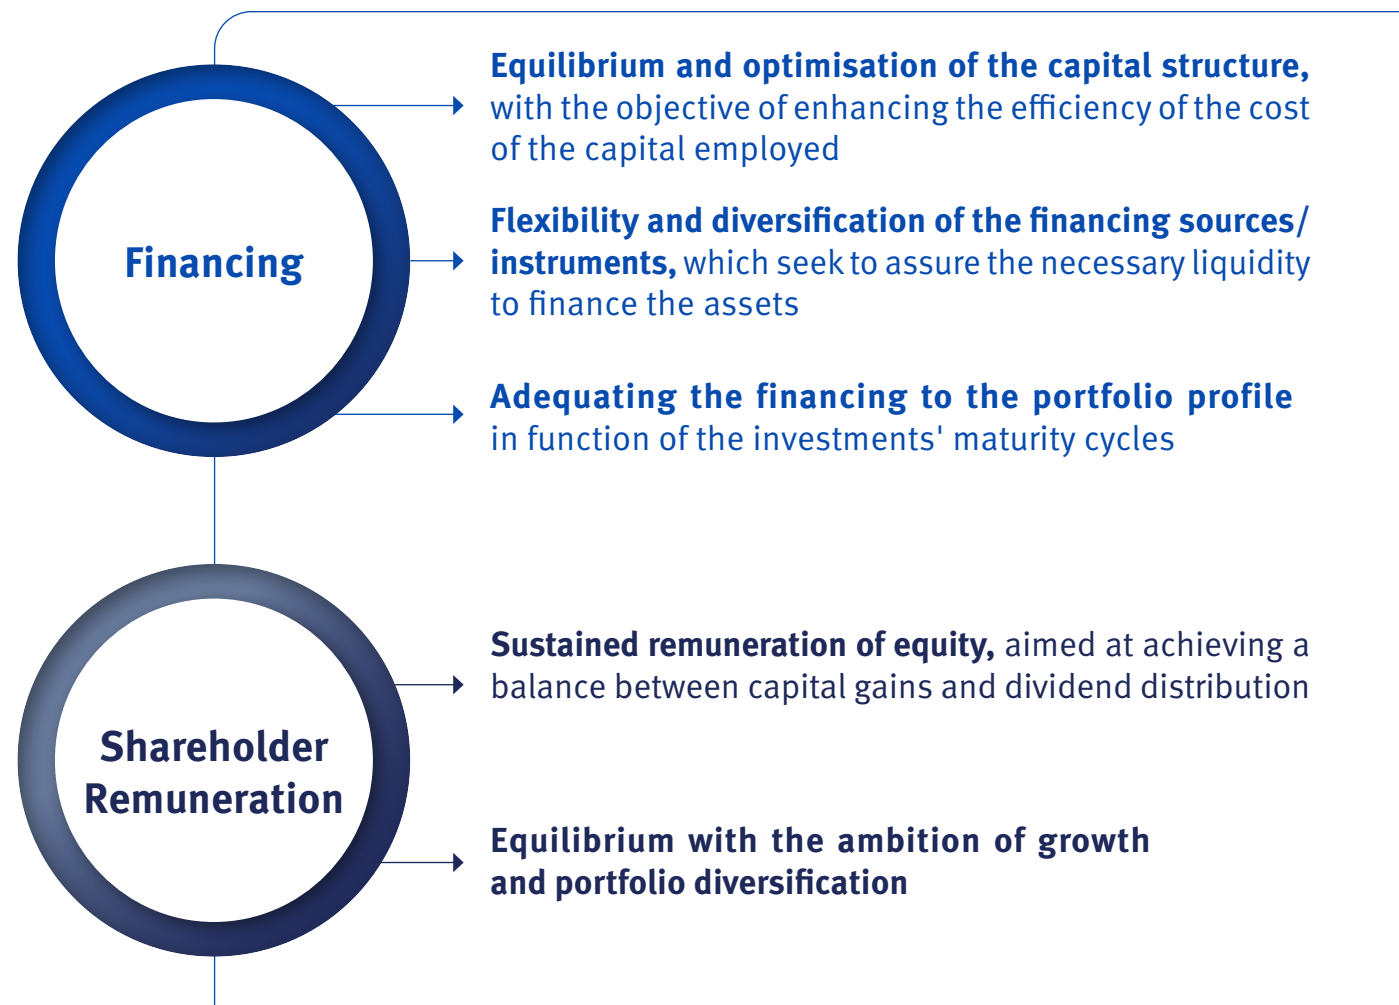 Financing
Equilibrium and optimisation of the capital structure,
with the objective of enhancing the efficiency of the cost
of the capital employed
Flexibility and diversification of the financing sources/
instruments, which seek to assure the necessary liquidity
to finance the assets
Adequating the financing to the portfolio profile
in function of the investments' maturity cycles
Shareholder
Remuneration
Sustained remuneration of equity, aimed at achieving a
balance between capital gains and dividend distribution
Equilibrium with the ambition of growth
and portfolio diversification